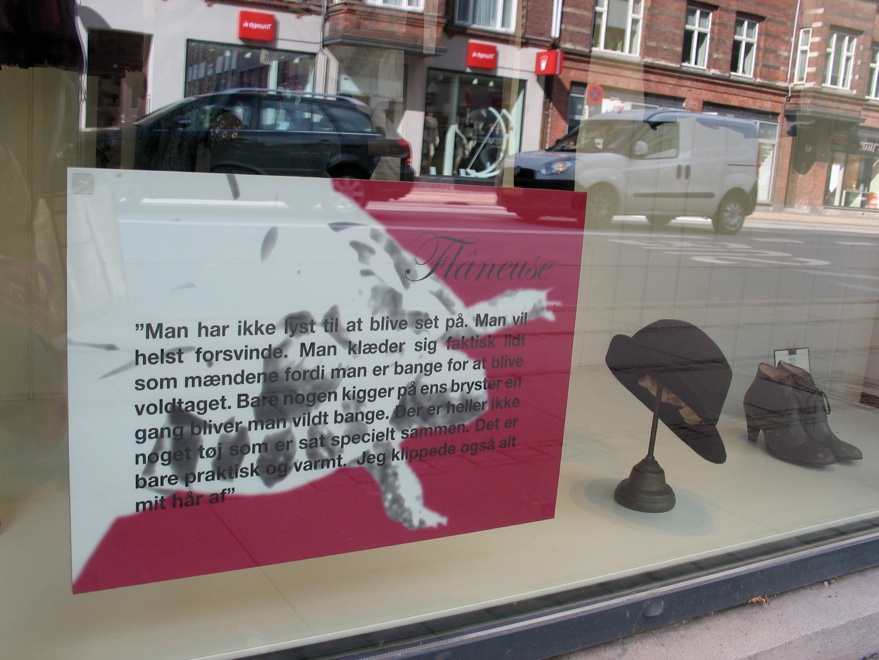 Flâneuse
"Man har ikke lyst til at blive set på. Man vil
helst forsvinde. Man klæder sig faktisk lidt
som mændene fordi man er bange for at blive
voldtaget. Bare nogen kigger på ens bryster en
gang bliver man vildt bange. Der er heller ikke
noget tøj som er sat specielt sammen. Det er
bare praktisk og varmt. Jeg klippede også alt
mit hår af"